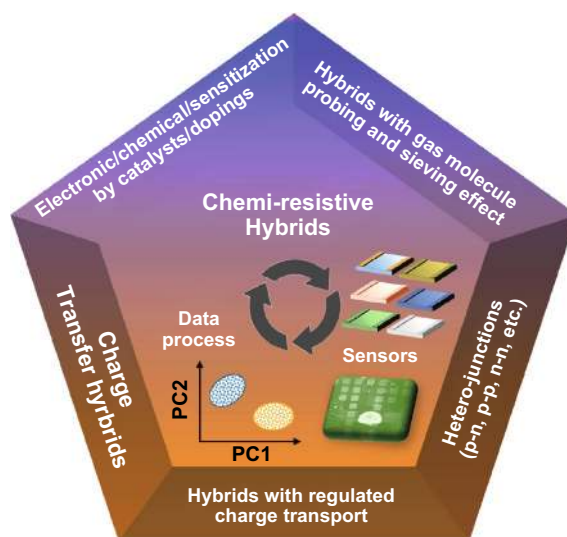 Electronic/chemical/sensitization
by catalysts/dopings
Hybrids with gas molecule
probing and sieving effect
Chemi-resistive
Hybrids
Charge
Transfer hyrbrids
Data
process
Sensors
PC2
PC1
Hetero-junctions
(p-n, p-p, n-n, etc.)
Hybrids with regulated
charge transport